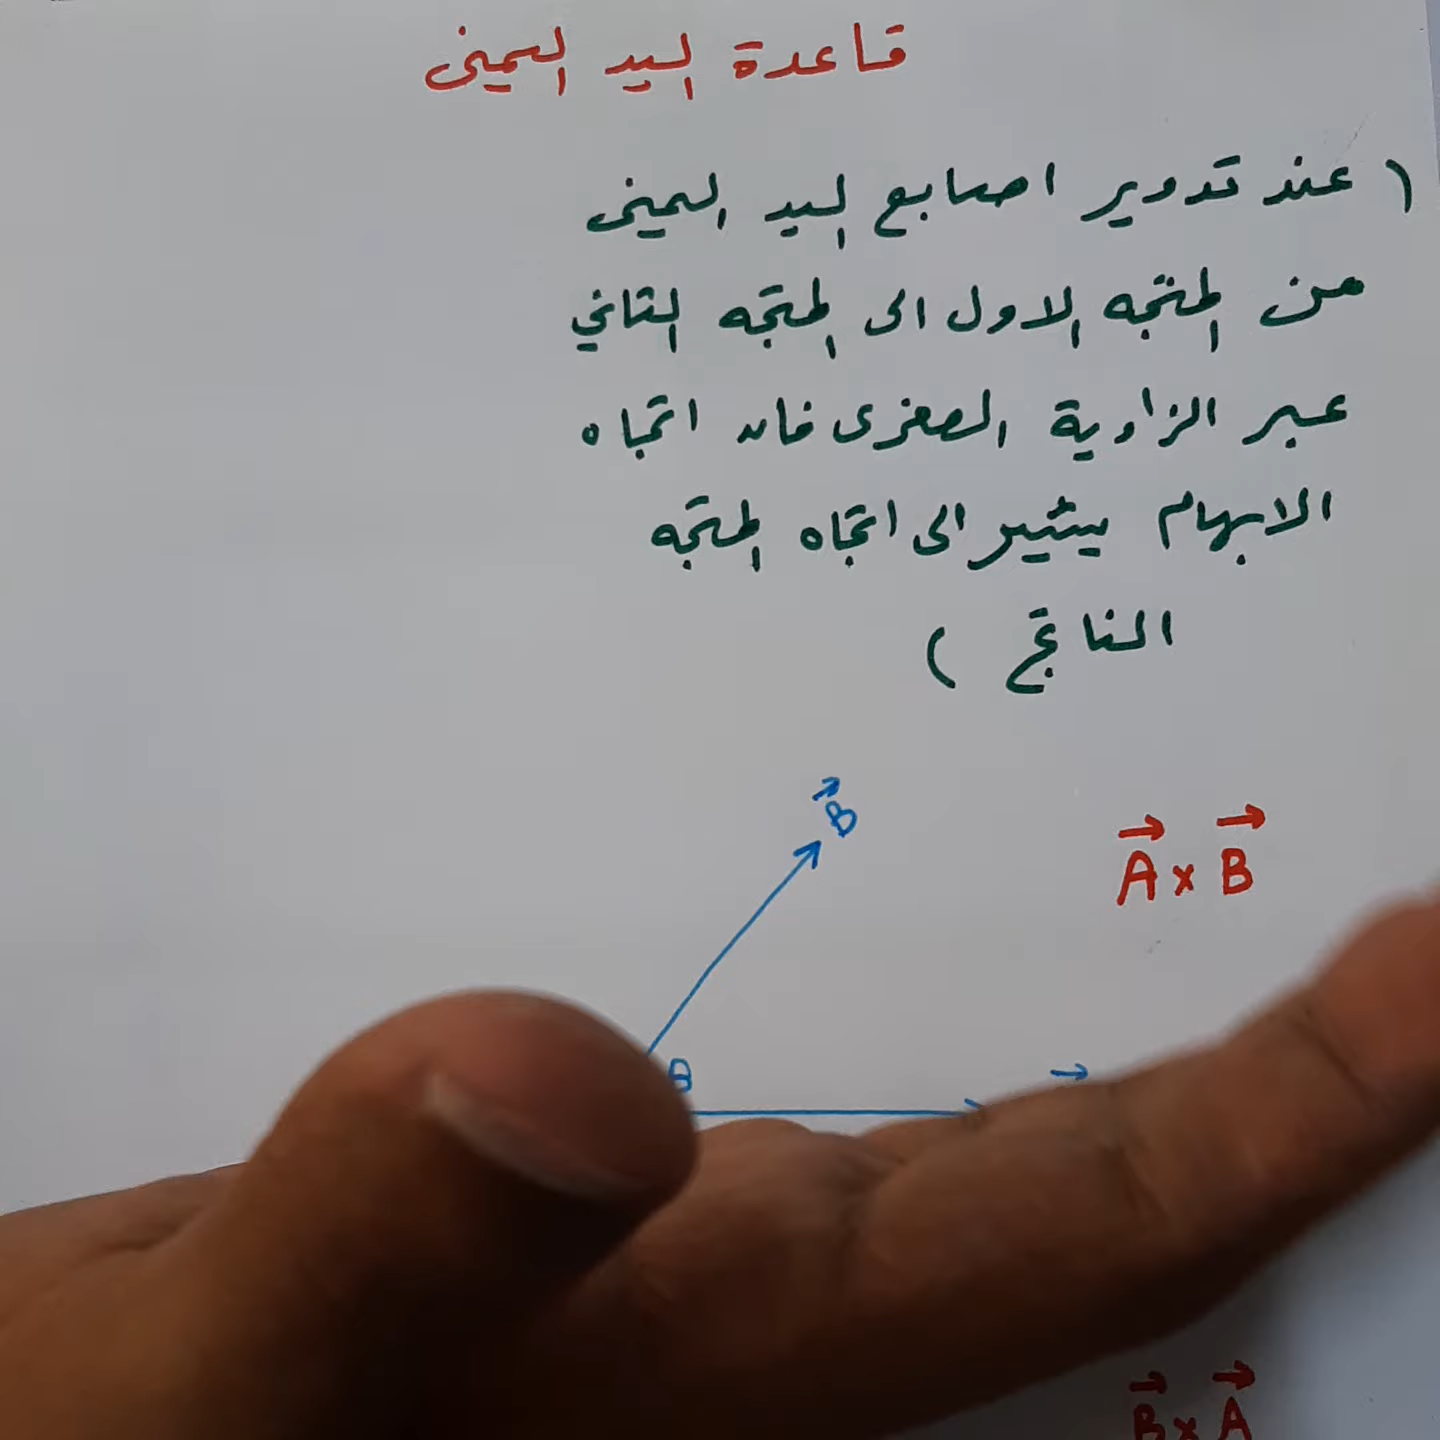 قاعدة اليد اليمنى
( عند تدوير اصابع اليد اليمنى
من المتجه الاول الى المتجه الثاني
عبر الزاوية الصغرى فان اتجاه
الابهام يشير الى اتجاه المتجه
الناتج )
B
A × B
θ
B × A